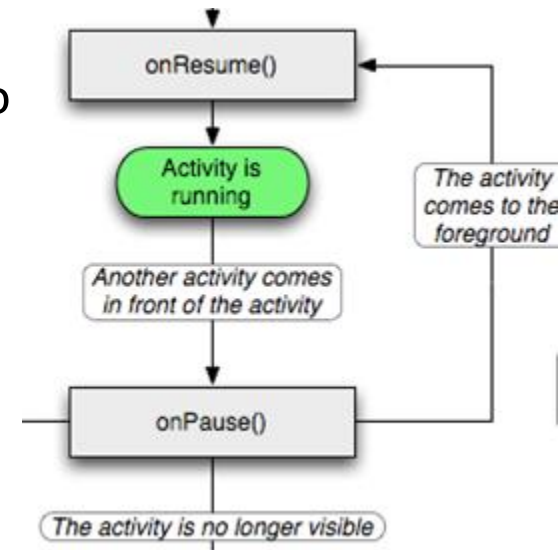 onResume()
Activity is
running
The activity
comes to the
foreground
Another activity comes
in front of the activity
onPause()
The activity is no longer visible